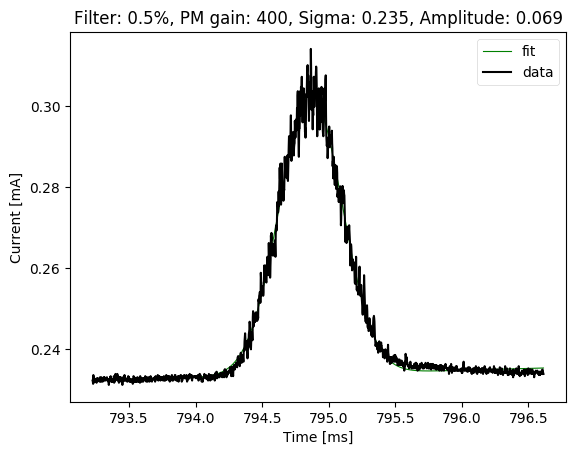 Filter: 0.5%, PM gain: 400, Sigma: 0.235, Amplitude: 0.069
fit
data
0.30
0.28
0.26
0.24
Current [mA]
793.5 794.0 794.5 795.0 795.5 796.0 796.5
Time [ms]